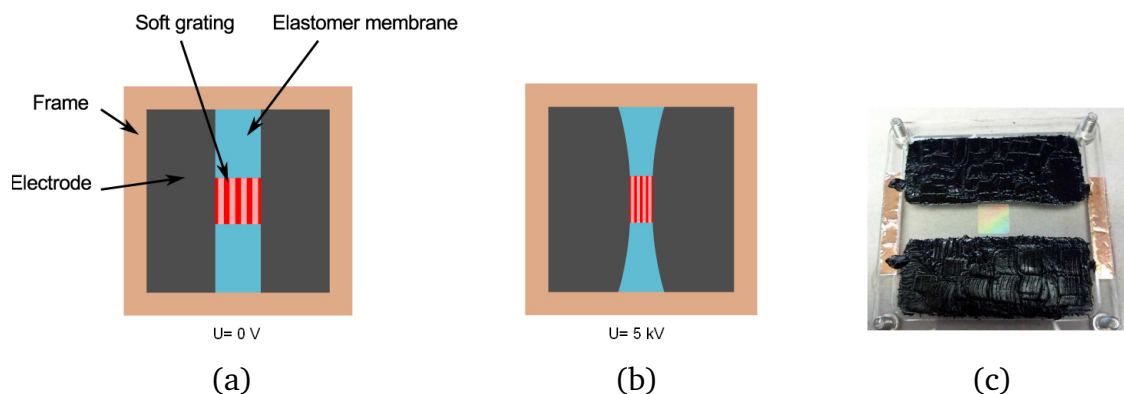 Soft grating
Elastomer membrane
Frame
Electrode
U= 0 V
U= 5 kV
(a)
(b)
(c)